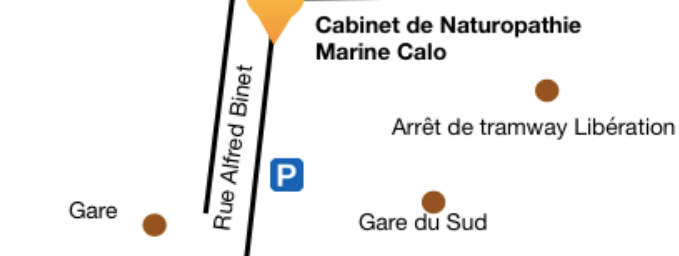 Cabinet de Naturopathie
Marine Calo
Rue Alfred Binet
Arrêt de tramway Libération
P
Gare
Gare du Sud